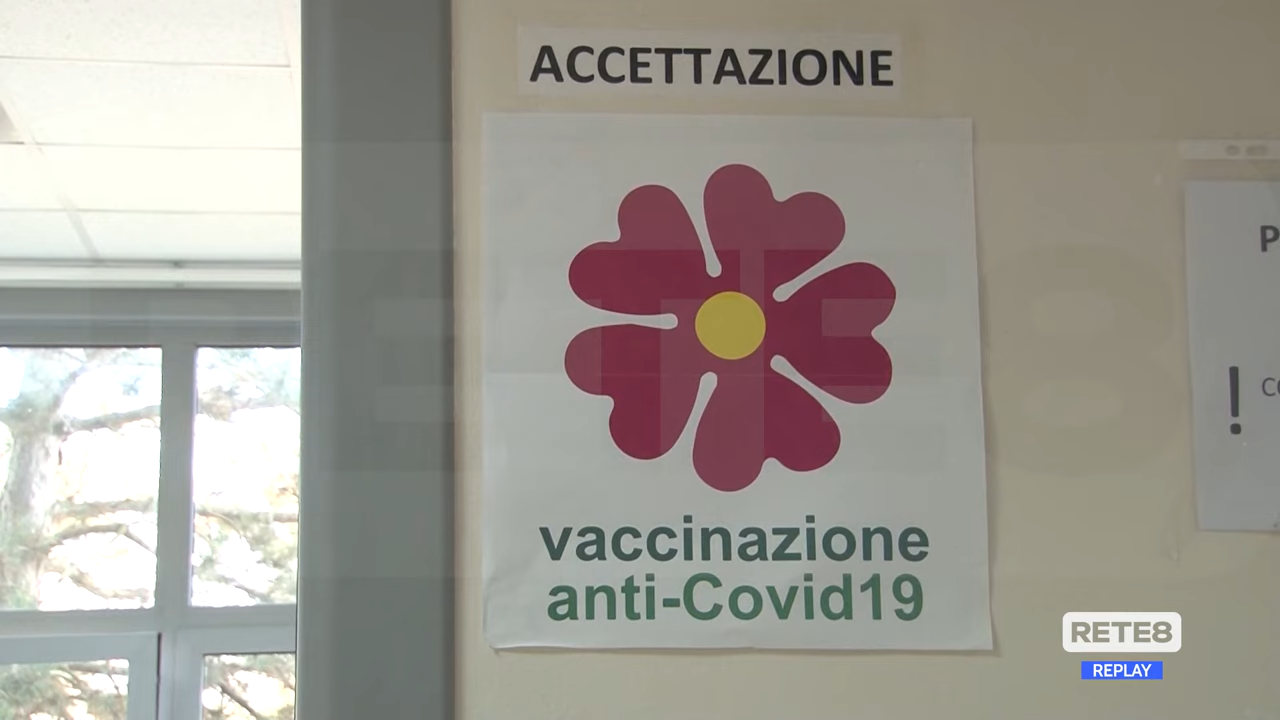 ACCETTAZIONE
vaccinazione
anti-Covid19
P
!
RETE8
REPLAY